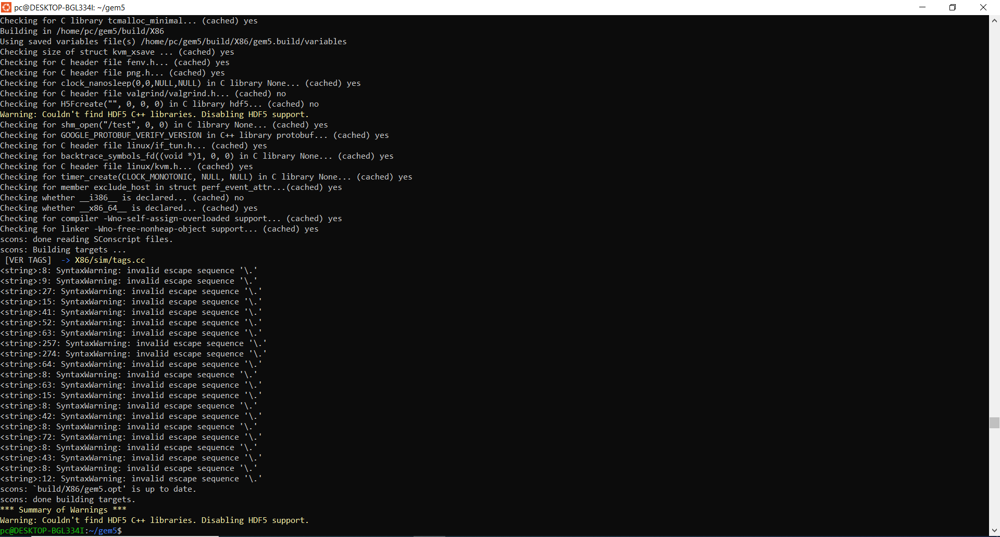 pc@DESKTOP-BGL334I: ~/gem5
Checking for C library tcmalloc_minimal... (cached) yes
Building in /home/pc/gem5/build/X86
Using saved variables file(s) /home/pc/gem5/build/X86/gem5.build/variables
Checking size of struct kvm_xsave ... (cached) yes
Checking for C header file fenv.h... (cached) yes
Checking for C header file png.h... (cached) yes
Checking for clock_nanosleep(0,0,NULL,NULL) in C library None... (cached) yes
Checking for C header file valgrind/valgrind.h... (cached) no
Checking for H5Fcreate("", 0, 0, 0) in C library hdf5... (cached) no
Warning: Couldn't find HDF5 C++ libraries. Disabling HDF5 support.
Checking for shm_open("/test", 0, 0) in C library None... (cached) yes
Checking for GOOGLE_PROTOBUF_VERIFY_VERSION in C++ library protobuf... (cached) yes
Checking for C header file linux/if_tun.h... (cached) yes
Checking for backtrace_symbols_fd((void *)1, 0, 0) in C library None... (cached) yes
Checking for C header file linux/kvm.h... (cached) yes
Checking for timer_create(CLOCK_MONOTONIC, NULL, NULL) in C library None... (cached) yes
Checking for member exclude_host in struct perf_event_attr...(cached) yes
Checking whether __i386__ is declared... (cached) no
Checking whether __x86_64__ is declared... (cached) yes
Checking for compiler -Wno-self-assign-overloaded support... (cached) yes
Checking for linker -Wno-free-nonheap-object support... (cached) yes
scons: done reading SConscript files.
scons: Building targets ...
 [VER TAGS]  -> X86/sim/tags.cc
<string>:8: SyntaxWarning: invalid escape sequence '\.'
<string>:9: SyntaxWarning: invalid escape sequence '\.'
<string>:27: SyntaxWarning: invalid escape sequence '\.'
<string>:15: SyntaxWarning: invalid escape sequence '\.'
<string>:41: SyntaxWarning: invalid escape sequence '\.'
<string>:52: SyntaxWarning: invalid escape sequence '\.'
<string>:63: SyntaxWarning: invalid escape sequence '\.'
<string>:257: SyntaxWarning: invalid escape sequence '\.'
<string>:274: SyntaxWarning: invalid escape sequence '\.'
<string>:64: SyntaxWarning: invalid escape sequence '\.'
<string>:8: SyntaxWarning: invalid escape sequence '\.'
<string>:63: SyntaxWarning: invalid escape sequence '\.'
<string>:15: SyntaxWarning: invalid escape sequence '\.'
<string>:8: SyntaxWarning: invalid escape sequence '\.'
<string>:42: SyntaxWarning: invalid escape sequence '\.'
<string>:8: SyntaxWarning: invalid escape sequence '\.'
<string>:72: SyntaxWarning: invalid escape sequence '\.'
<string>:8: SyntaxWarning: invalid escape sequence '\.'
<string>:43: SyntaxWarning: invalid escape sequence '\.'
<string>:8: SyntaxWarning: invalid escape sequence '\.'
<string>:12: SyntaxWarning: invalid escape sequence '\.'
scons: `build/X86/gem5.opt' is up to date.
scons: done building targets.
*** Summary of Warnings ***
Warning: Couldn't find HDF5 C++ libraries. Disabling HDF5 support.
pc@DESKTOP-BGL334I:~/gem5$